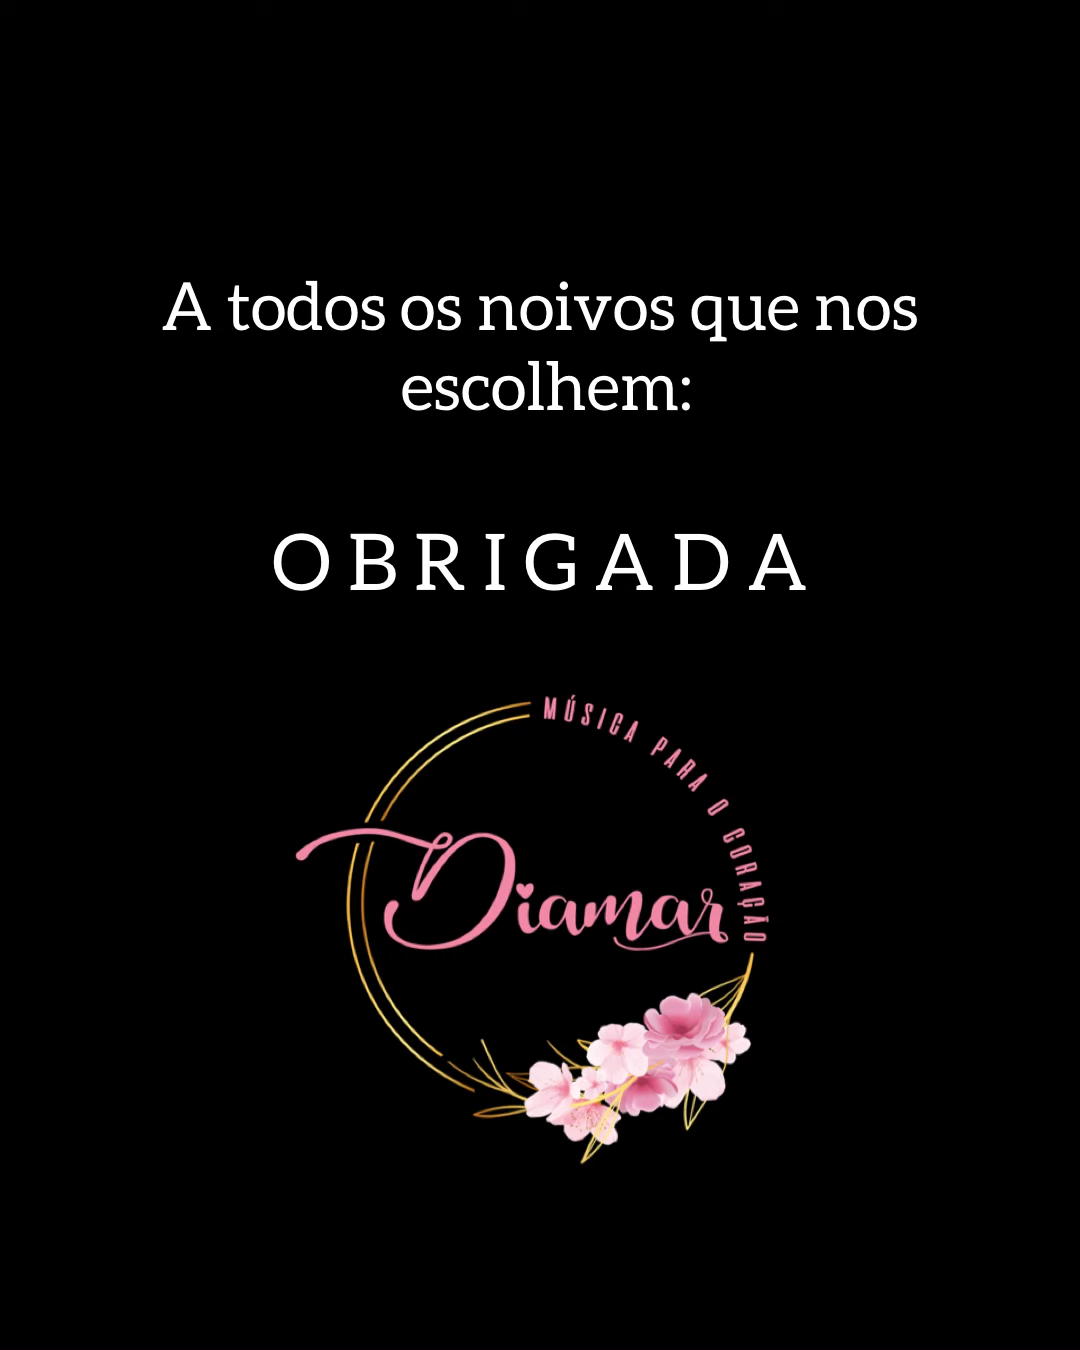 A todos os noivos que nos
escolhem:
OBRIGADA
MÚSICA PARA O CORAÇÃO
Diamar